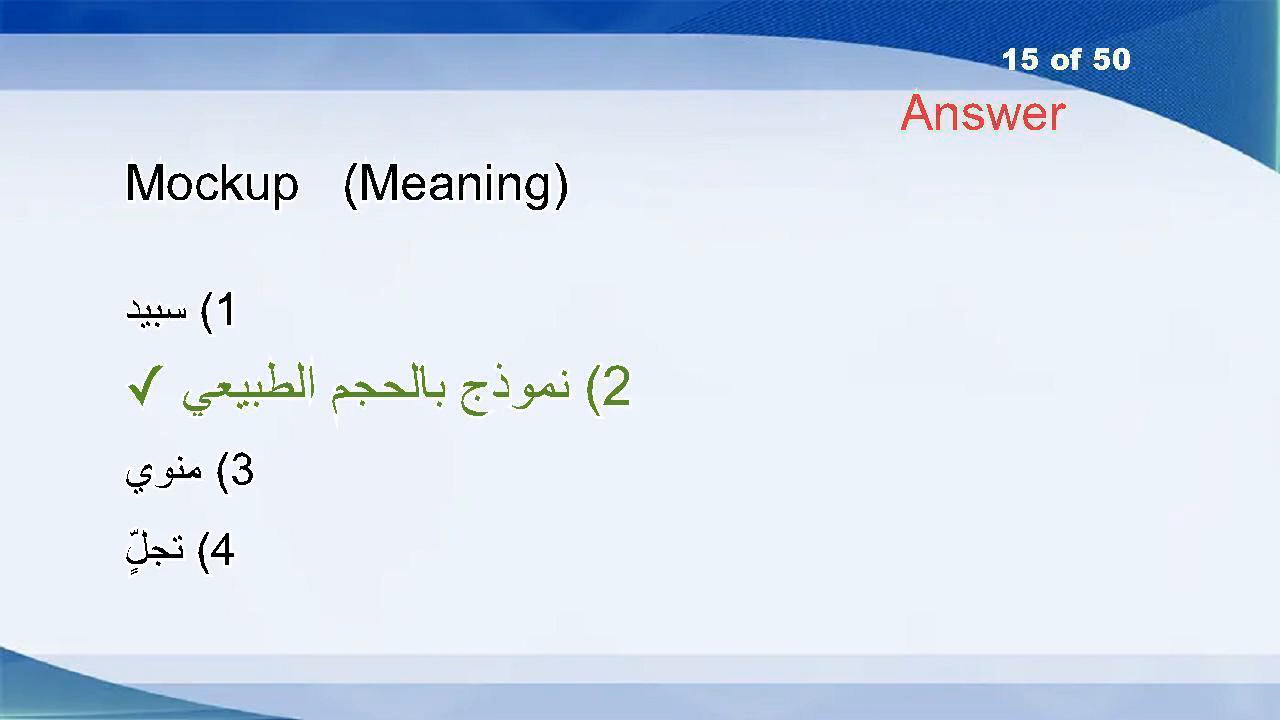 15 of 50
Answer
Mockup (Meaning)
1) سبيد
2) نموذج بالحجم الطبيعي ✓
3) منوي
4) تجلٍّ